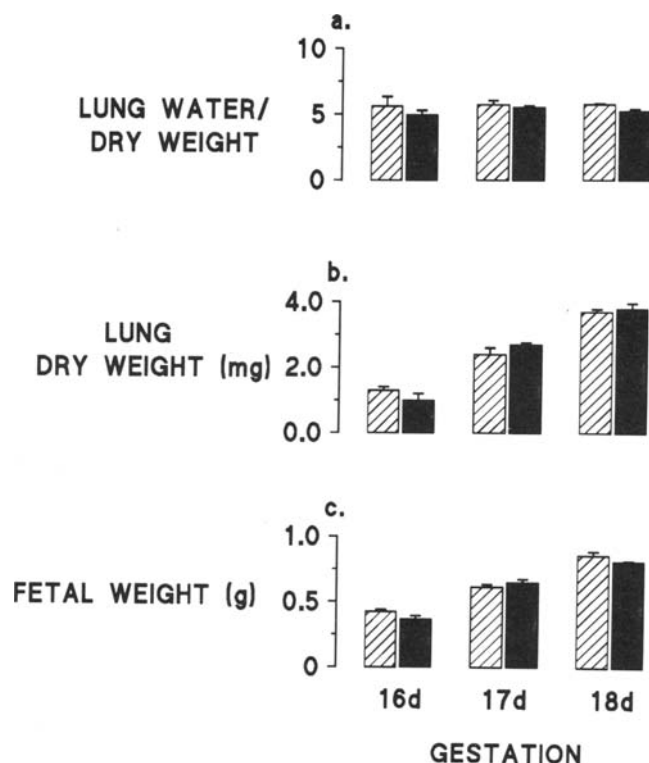 a.
10
5
0
LUNG WATER/
DRY WEIGHT
b.
4.0
2.0
0.0
LUNG
DRY WEIGHT (mg)
c.
1.0
0.5
0
FETAL WEIGHT (g)
16d 17d 18d
GESTATION